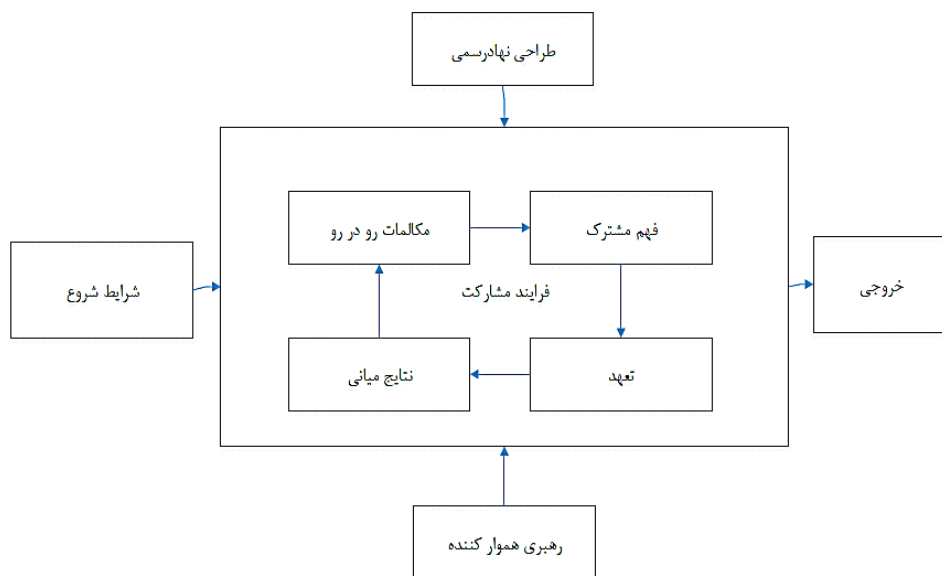 طراحی نهادرسمی
مکالمات رو در رو
فهم مشترک
شرایط شروع
فرایند مشارکت
خروجی
نتایج میانی
تعهد
رهبری هموار کننده